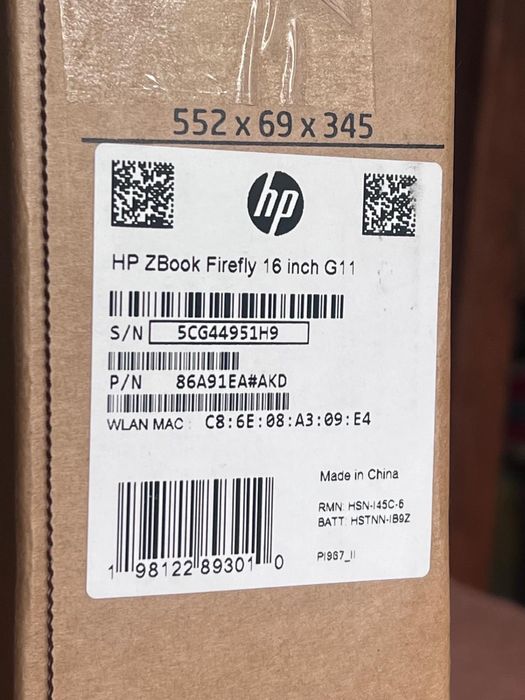 552 x 69 x 345
hp
HP ZBook Firefly 16 inch G11
S/N 5CG44951H9
P/N 86A91EA#AKD
WLAN MAC : C8:6E:08:A3:09:E4
Made in China
RMN: HSN-I45C-6
BATT: HSTNN-IB9Z
PI967_II
1 98122 89301 0